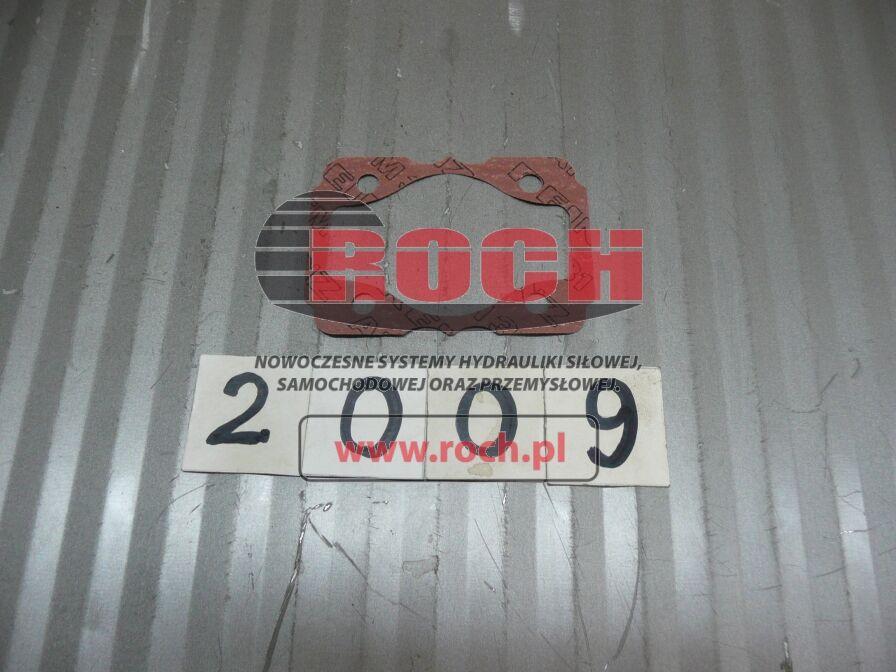 ROCH
NOWOCZESNE SYSTEMY HYDRAULIKI SIŁOWEJ,
SAMOCHODOWEJ ORAZ PRZEMYSŁOWEJ.
2009
www.roch.pl